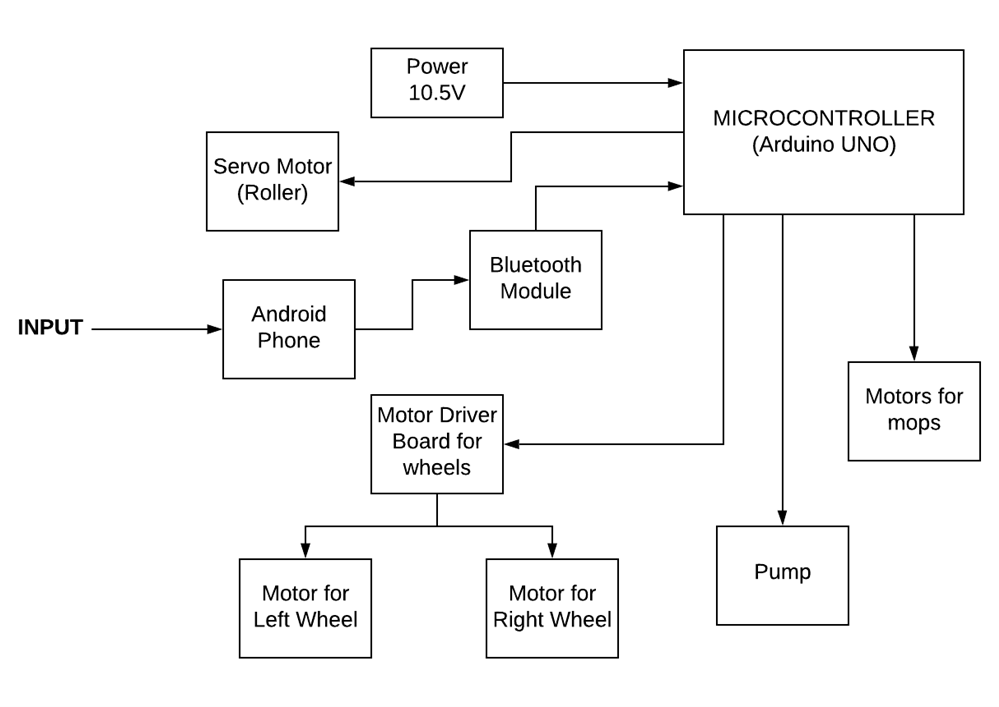 Power
10.5V
MICROCONTROLLER
(Arduino UNO)
Servo Motor
(Roller)
Bluetooth
Module
INPUT
Android
Phone
Motors for
mops
Motor Driver
Board for
wheels
Pump
Motor for
Left Wheel
Motor for
Right Wheel